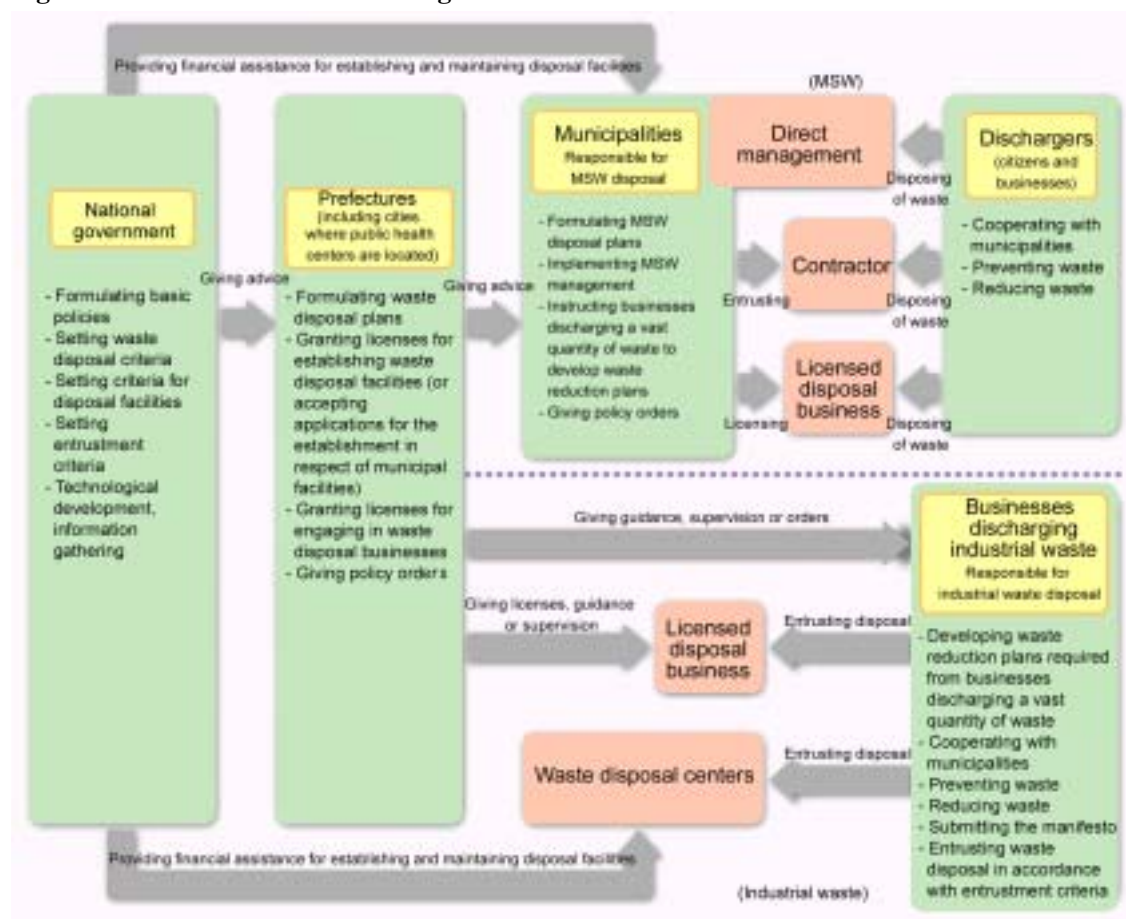 Providing financial assistance for establishing and maintaining disposal facilities
(MSW)
National
government
- Formulating basic
policies
- Setting waste
disposal criteria
- Setting criteria for
disposal facilities
- Setting
entrustment
criteria
- Technological
development,
information
gathering
Giving advice
Prefectures
(including cities
where public health
centers are located)
- Formulating waste
disposal plans
- Granting licenses for
establishing waste
disposal facilities (or
accepting
applications for the
establishment in
respect of municipal
facilities)
- Granting licenses for
engaging in waste
disposal businesses
- Giving policy orders
Giving advice
Municipalities
Responsible for
MSW disposal
- Formulating MSW
disposal plans
- Implementing MSW
management
- Instructing businesses
discharging a vast
quantity of waste to
develop waste
reduction plans
- Giving policy orders
Direct
management
Entrusting
Contractor
Licensing
Licensed
disposal
business
Disposing
of waste
Disposing
of waste
Disposing
of waste
Dischargers
(citizens and
businesses)
- Cooperating with
municipalities
- Preventing waste
- Reducing waste
Giving guidance, supervision or orders
Giving licenses, guidance
or supervision
Licensed
disposal
business
Entrusting disposal
Waste disposal centers
Entrusting disposal
Businesses
discharging
industrial waste
Responsible for
industrial waste disposal
- Developing waste
reduction plans required
from businesses
discharging a vast
quantity of waste
- Cooperating with
municipalities
- Preventing waste
- Reducing waste
- Submitting the manifesto
- Entrusting waste
disposal in accordance
with entrustment criteria
Providing financial assistance for establishing and maintaining disposal facilities
(Industrial waste)